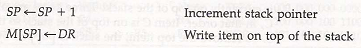 SP ← SP + 1 Increment stack pointer
M[SP] ← DR Write item on top of the stack